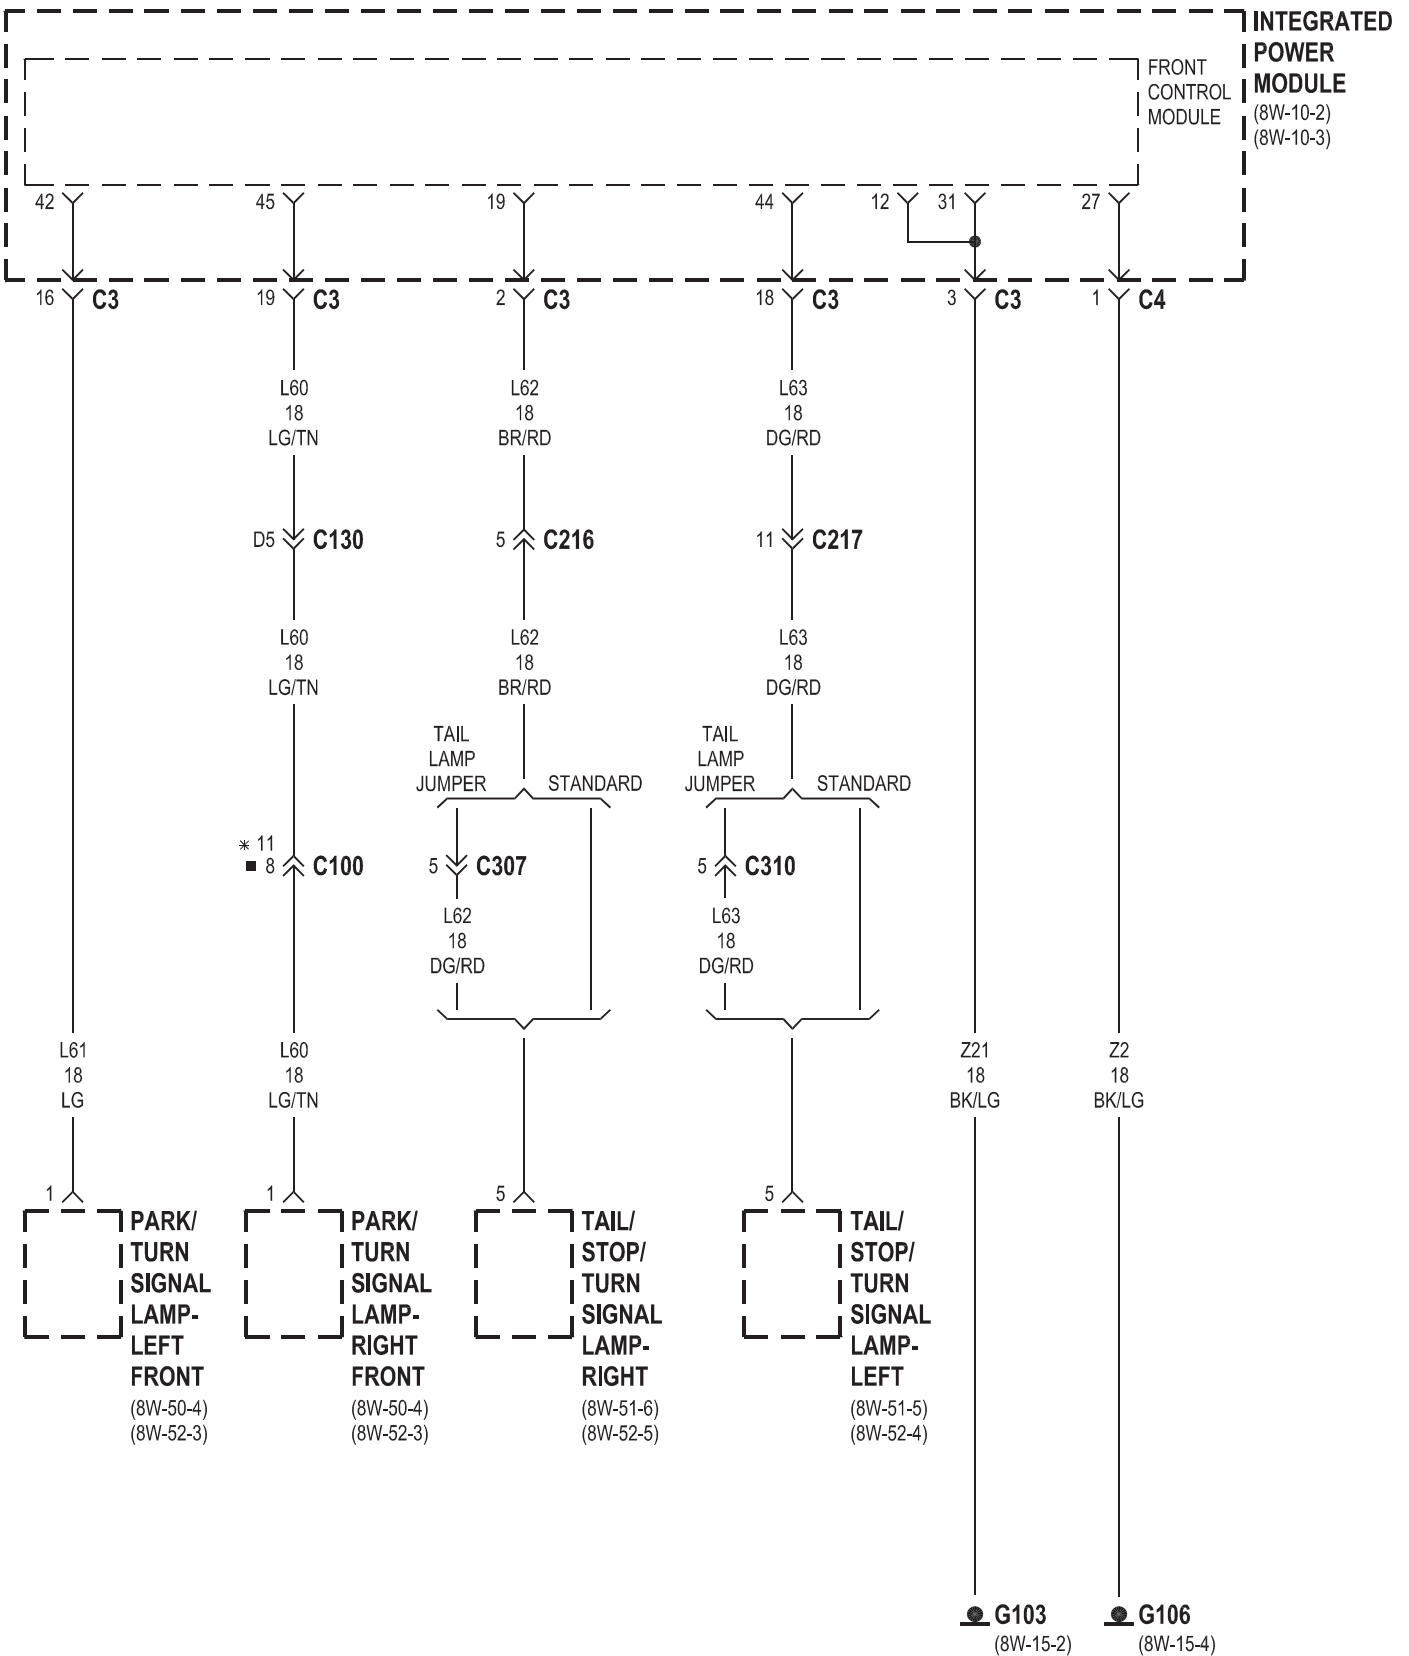 INTEGRATED
POWER
MODULE
(8W-10-2)
(8W-10-3)
FRONT
CONTROL
MODULE
42
45
19
44
12
31
27
16 C3
19 C3
2 C3
18 C3
3 C3
1 C4
L60
18
LG/TN
L62
18
BR/RD
L63
18
DG/RD
D5 C130
5 C216
11 C217
L60
18
LG/TN
L62
18
BR/RD
L63
18
DG/RD
TAIL
LAMP
JUMPER
STANDARD
TAIL
LAMP
JUMPER
STANDARD
* 11
■ 8 C100
5 C307
5 C310
L62
18
DG/RD
L63
18
DG/RD
L61
18
LG
L60
18
LG/TN
Z21
18
BK/LG
Z2
18
BK/LG
1
1
5
5
PARK/
TURN
SIGNAL
LAMP-
LEFT
FRONT
(8W-50-4)
(8W-52-3)
PARK/
TURN
SIGNAL
LAMP-
RIGHT
FRONT
(8W-50-4)
(8W-52-3)
TAIL/
STOP/
TURN
SIGNAL
LAMP-
RIGHT
(8W-51-6)
(8W-52-5)
TAIL/
STOP/
TURN
SIGNAL
LAMP-
LEFT
(8W-51-5)
(8W-52-4)
G103
(8W-15-2)
G106
(8W-15-4)